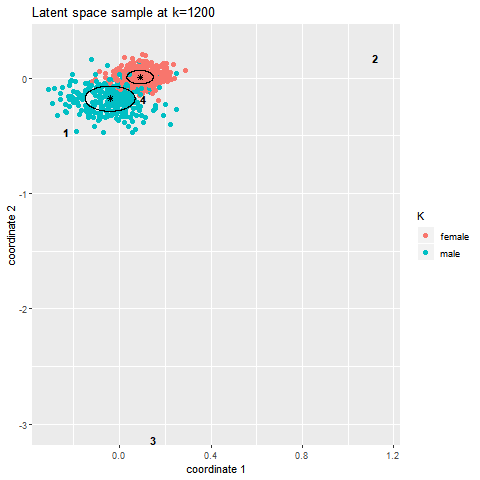 Latent space sample at k=1200
2
0
4
1
-1
K
female
male
coordinate 2
-2
-3
3
0.0
0.4
0.8
1.2
coordinate 1